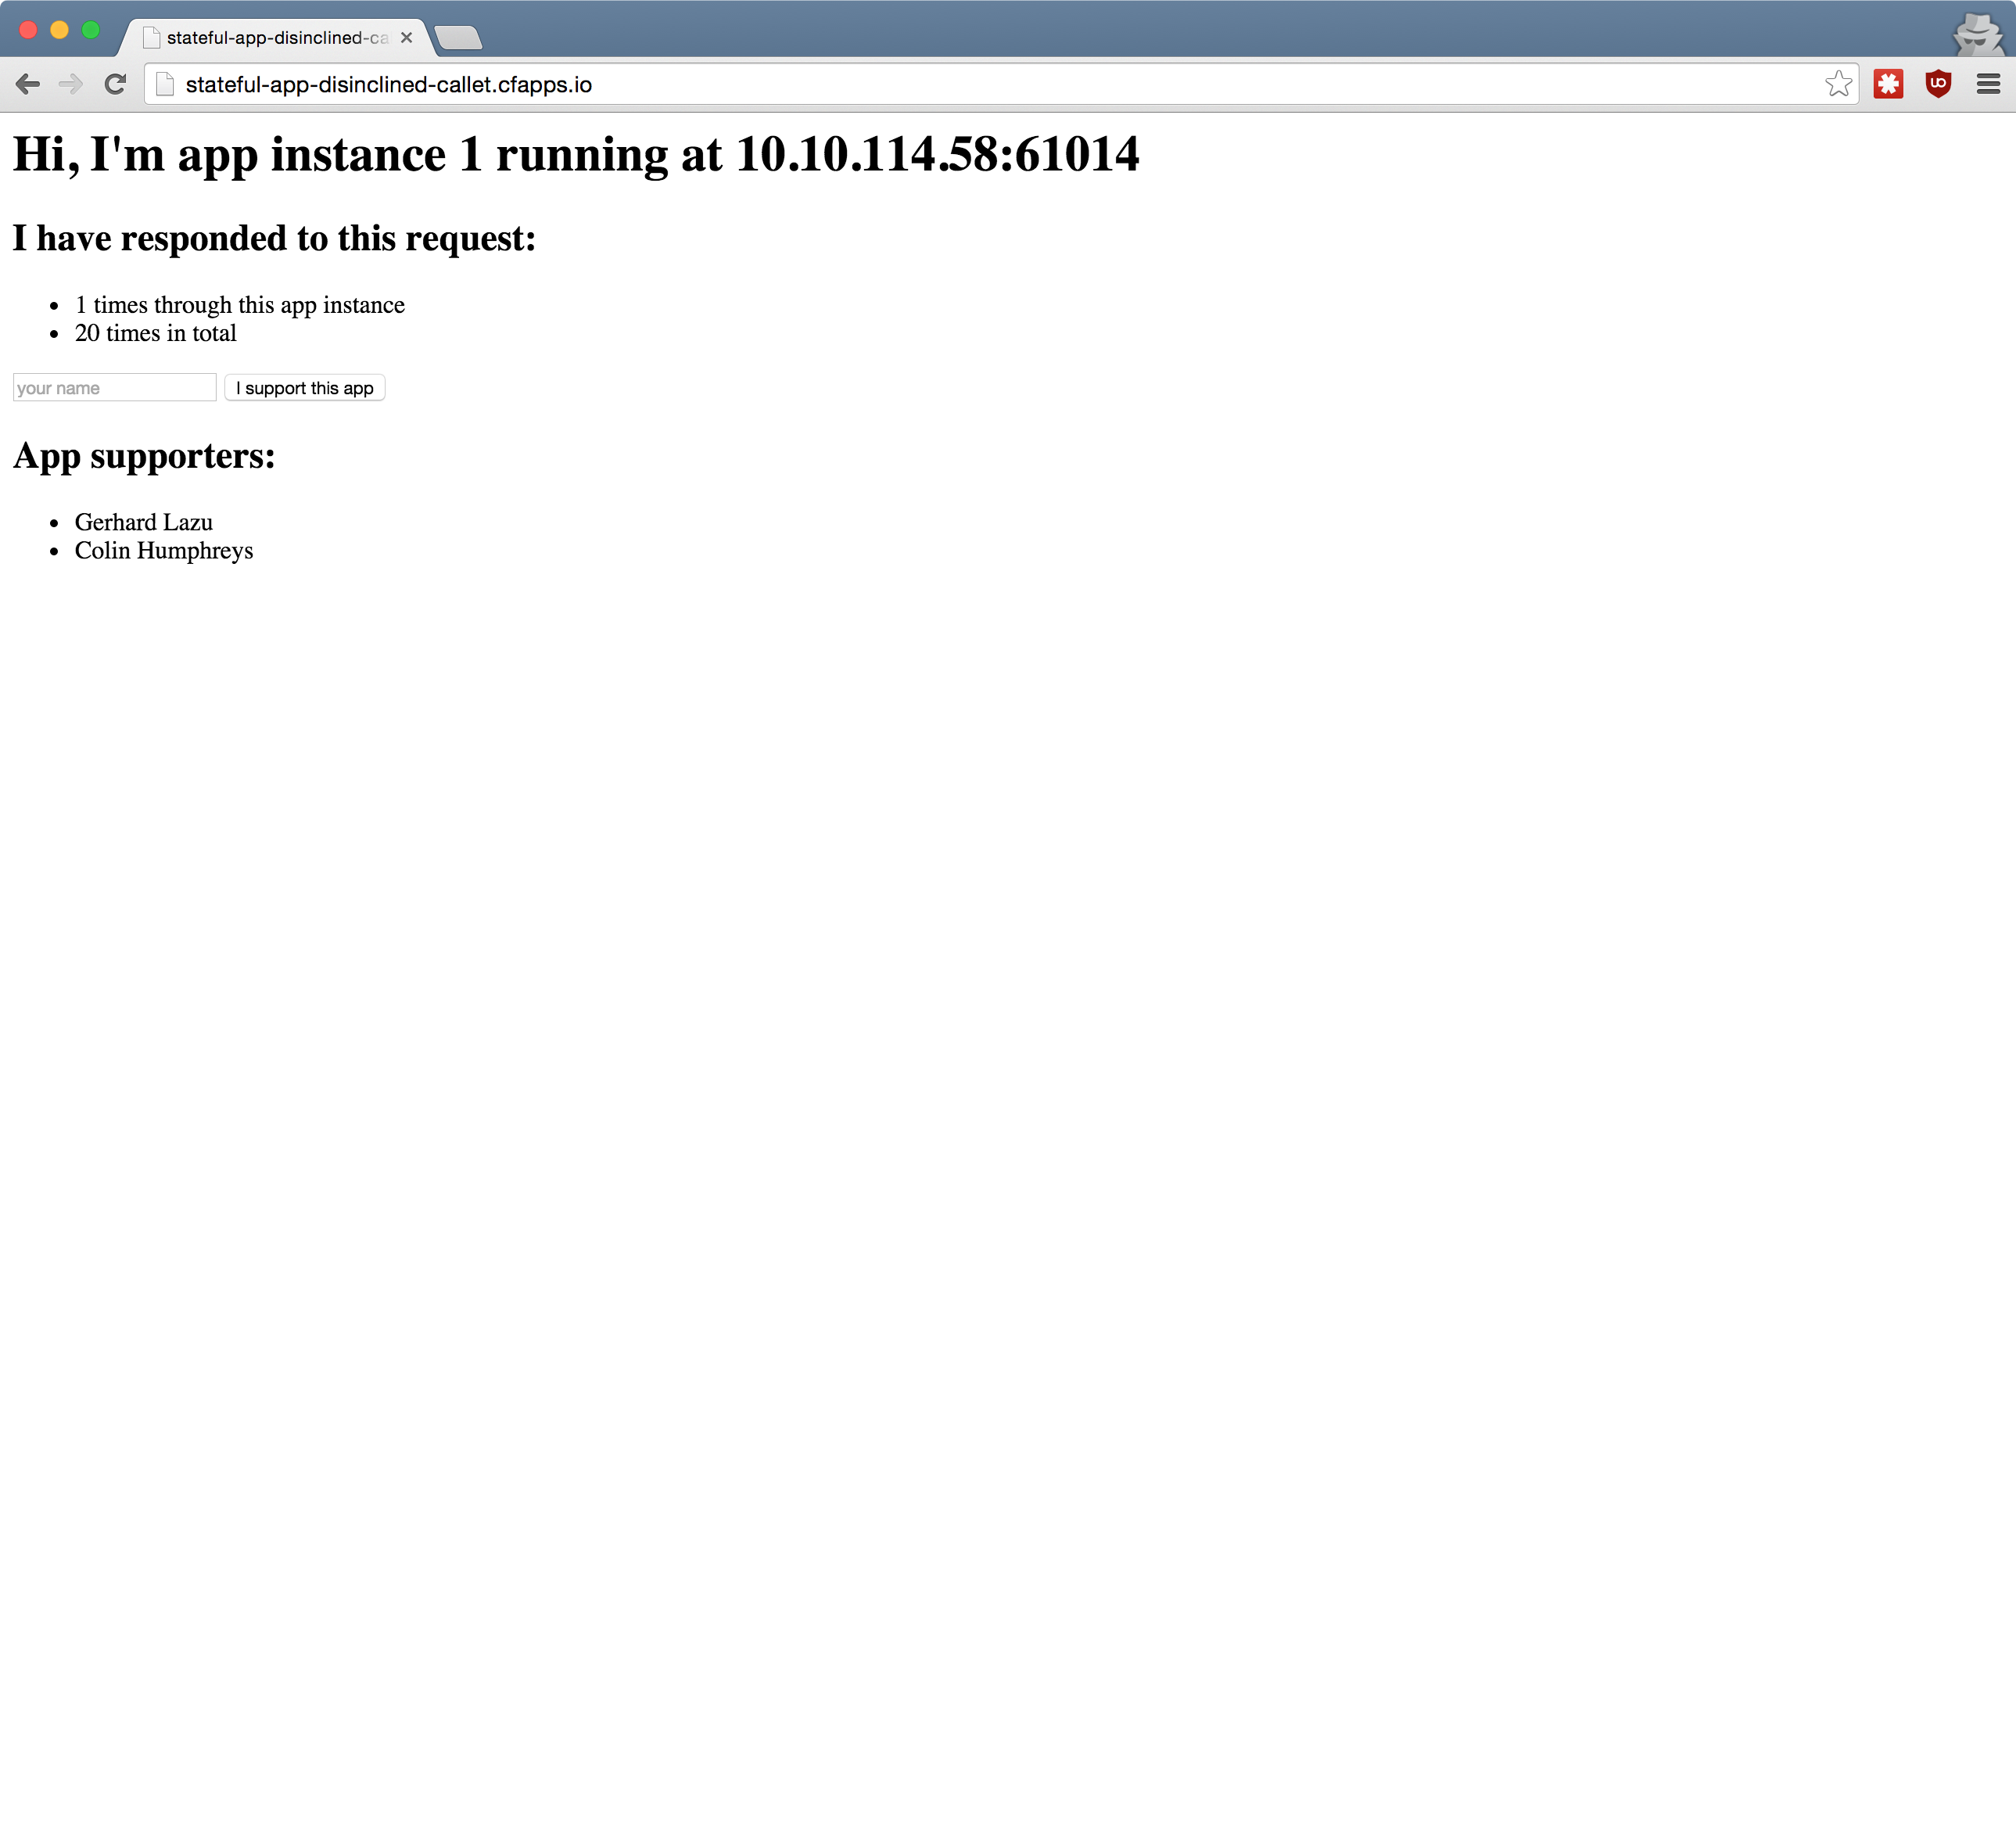 stateful-app-disinclined-ca
stateful-app-disinclined-callet.cfapps.io
Hi, I'm app instance 1 running at 10.10.114.58:61014
I have responded to this request:
1 times through this app instance
20 times in total
your name I support this app
App supporters:
Gerhard Lazu
Colin Humphreys